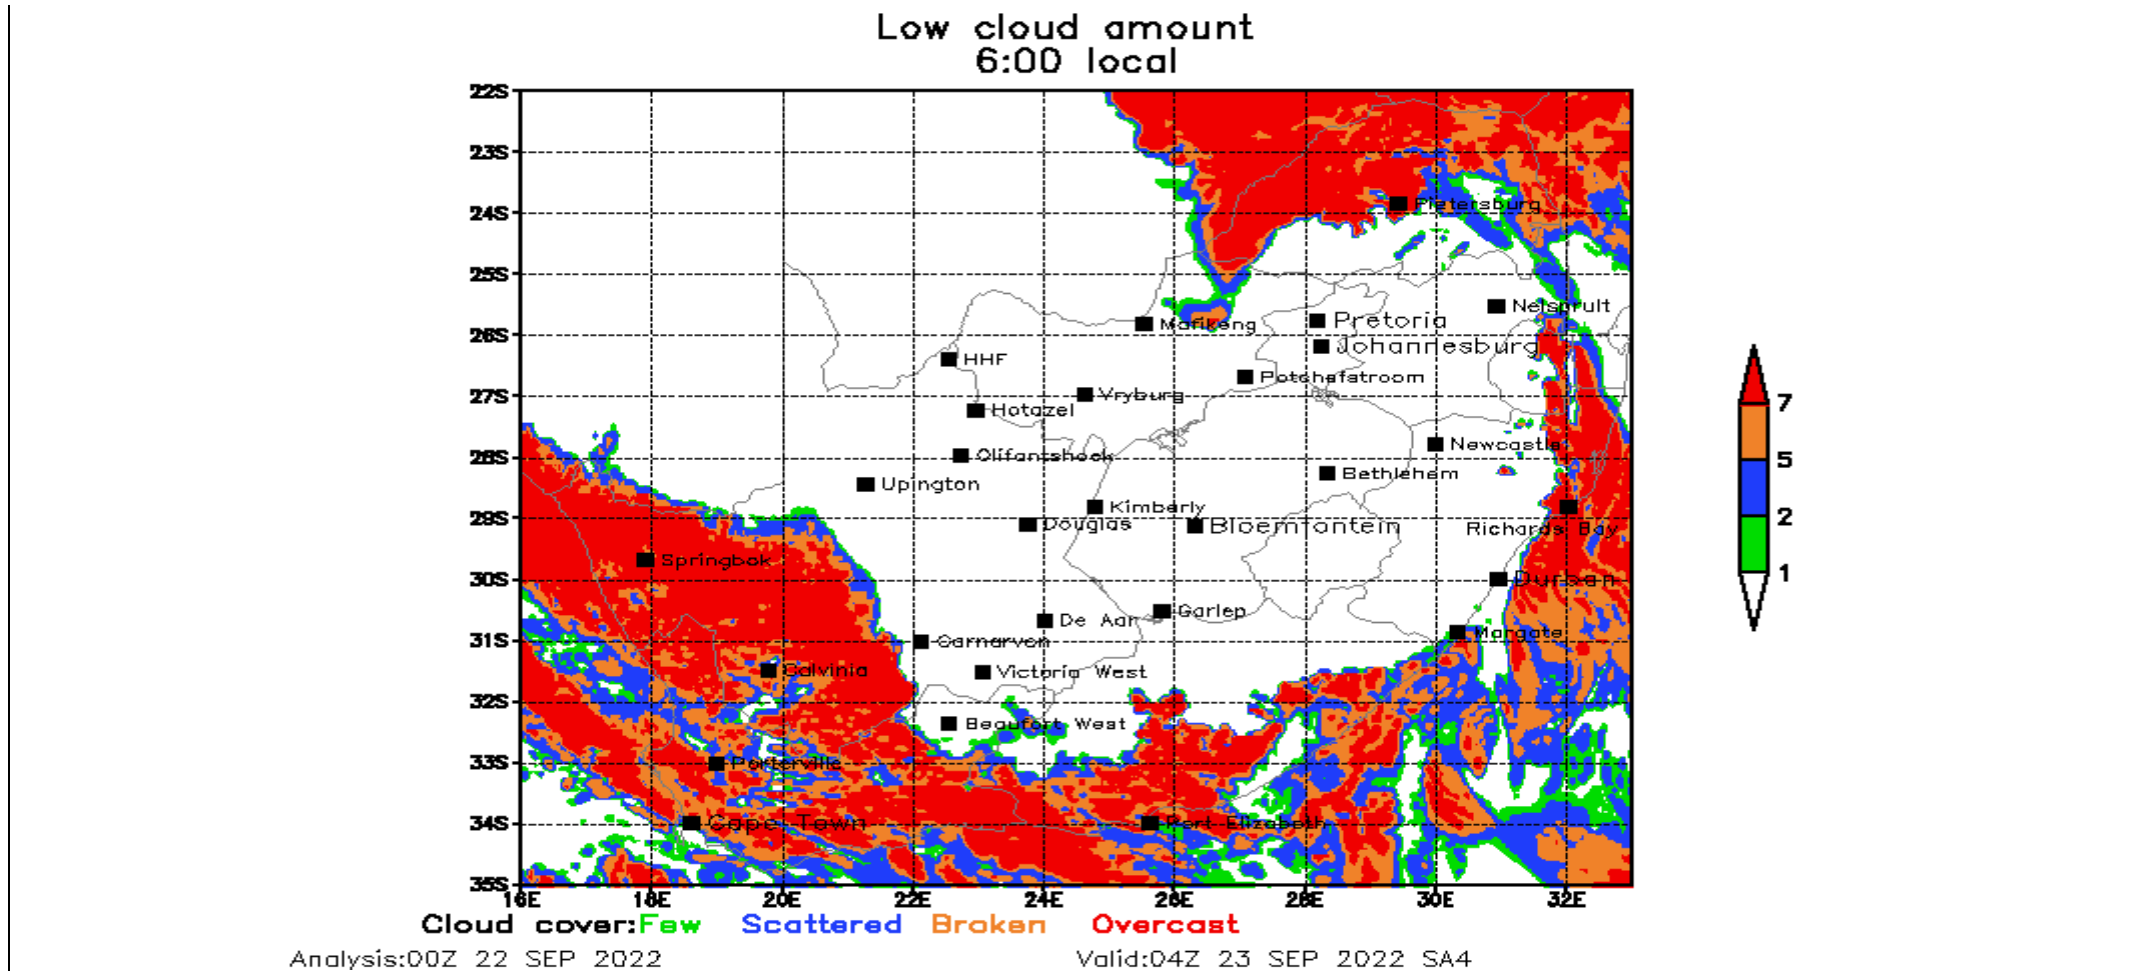 Low cloud amount
6:00 local
22S
23S
24S
25S
26S
27S
28S
29S
30S
31S
32S
33S
34S
35S
Pietersburg
Nelspruit
Mafikeng
Pretoria
Johannesburg
HHF
Potchefstroom
Vryburg
Hotazel
Newcastle
Olifantshoek
Bethlehem
Upington
Kimberly
Douglas
Bloemfontein
Richards Bay
Springbok
Durban
Gariep
De Aar
Margate
Carnarvon
Calvinia
Victoria West
Beaufort West
Porterville
Cape Town
Port Elizabeth
7
5
2
1
16E 18E 20E 22E 24E 26E 28E 30E 32E
Cloud cover: Few Scattered Broken Overcast
Analysis:00Z 22 SEP 2022 Valid:04Z 23 SEP 2022 SA4